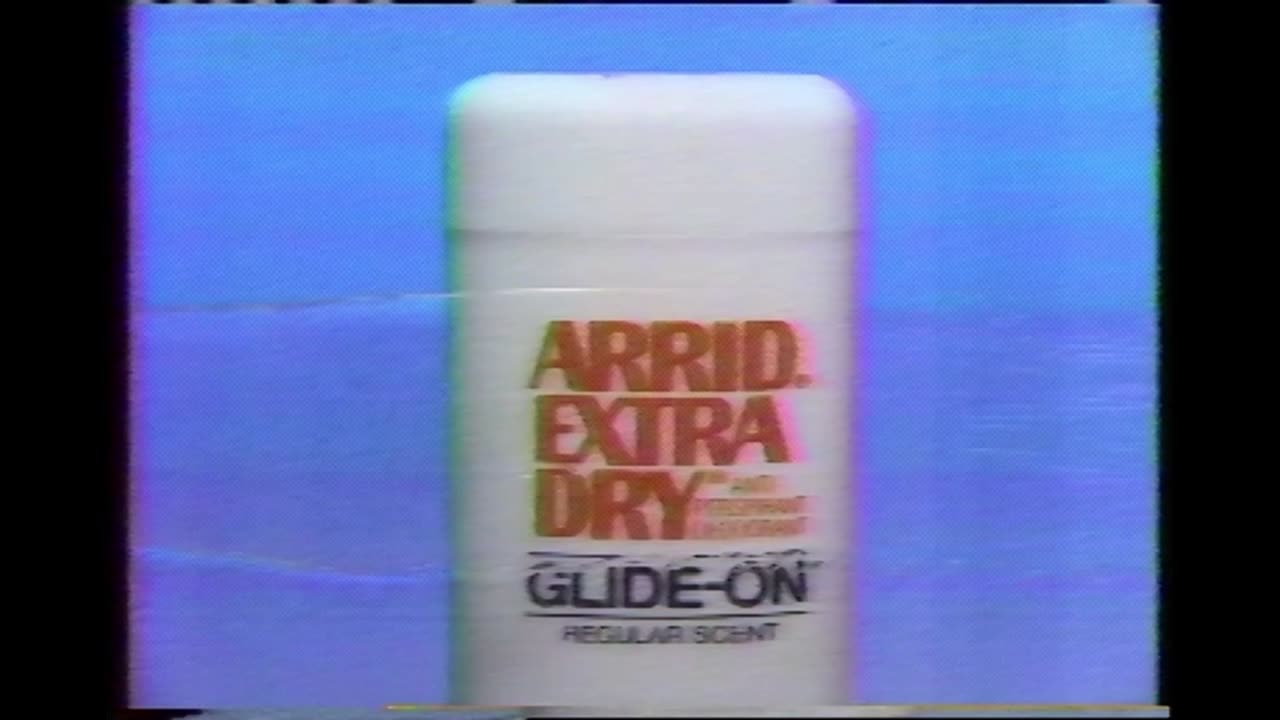 ARRID.
EXTRA
DRY
GLIDE-ON
REGULAR SCENT